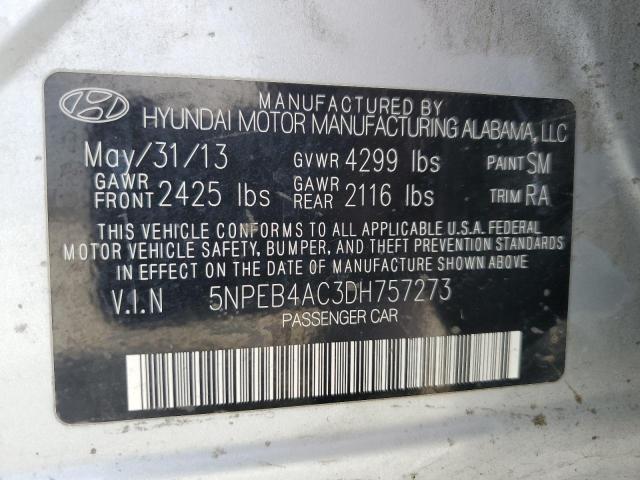 MANUFACTURED BY
HYUNDAI MOTOR MANUFACTURING ALABAMA, LLC
May/31/13 GVWR 4299 lbs PAINT SM
GAWR FRONT 2425 lbs GAWR REAR 2116 lbs TRIM RA
THIS VEHICLE CONFORMS TO ALL APPLICABLE U.S.A. FEDERAL
MOTOR VEHICLE SAFETY, BUMPER, AND THEFT PREVENTION STANDARDS
IN EFFECT ON THE DATE OF MANUFACTURE SHOWN ABOVE.
V.I.N 5NPEB4AC3DH757273
PASSENGER CAR